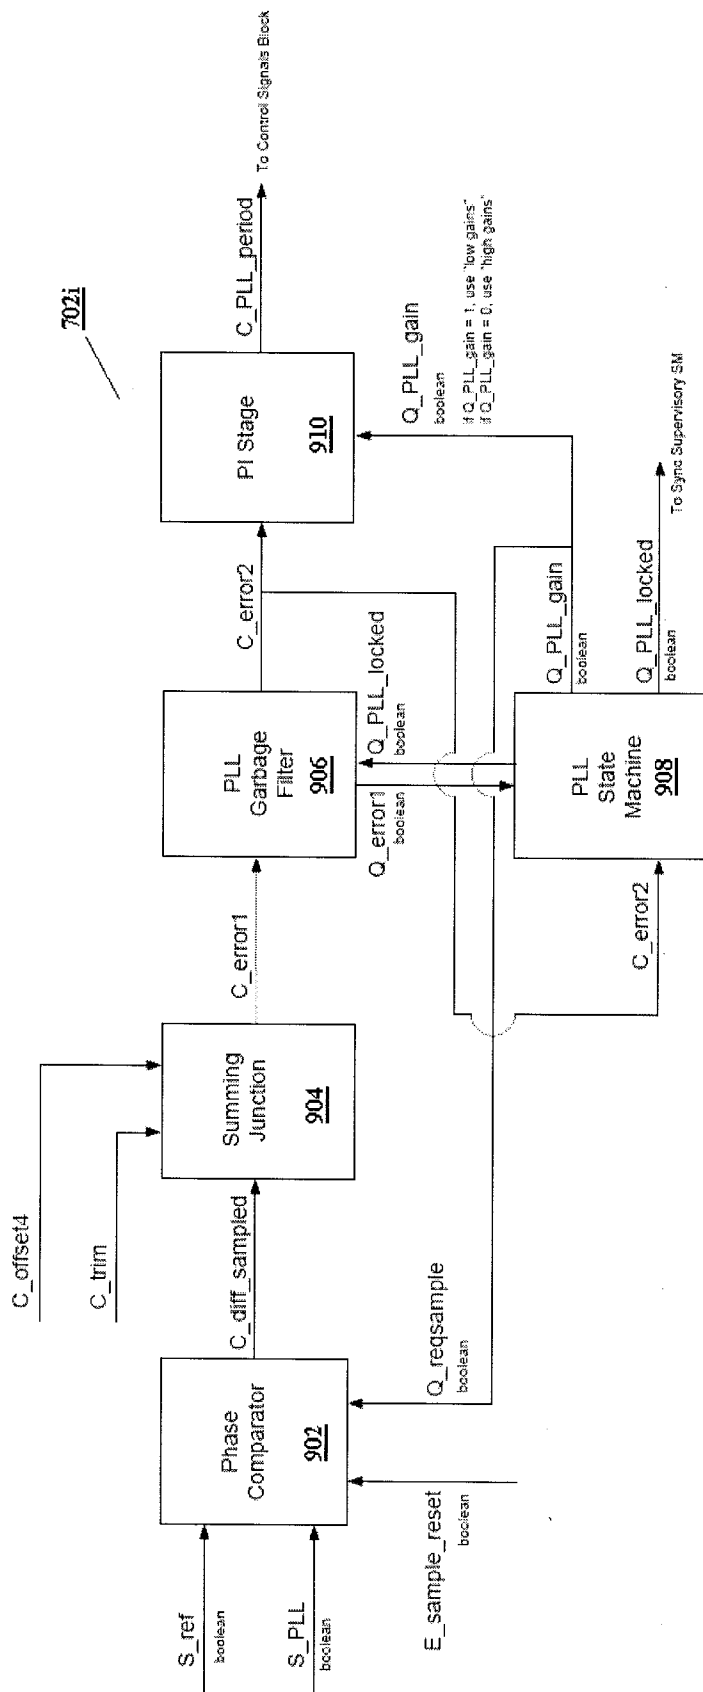 702i
S_ref
boolean
S_PLL
boolean
E_sample_reset
boolean
Phase
Comparator
902
Q_reqsample
boolean
C_diff_sampled
C_offset4
C_trim
Summing
Junction
904
C_error1
PLL
Garbage
Filter
906
Q_error1
boolean
Q_PLL_locked
boolean
C_error2
C_error2
PLL
State
Machine
908
Q_PLL_gain
boolean
Q_PLL_locked
boolean
To Sync Supervisory SM
PI Stage
910
Q_PLL_gain
boolean
If Q_PLL_gain = 1, use "low gains"
If Q_PLL_gain = 0, use "high gains"
C_PLL_period
To Control Signals Block